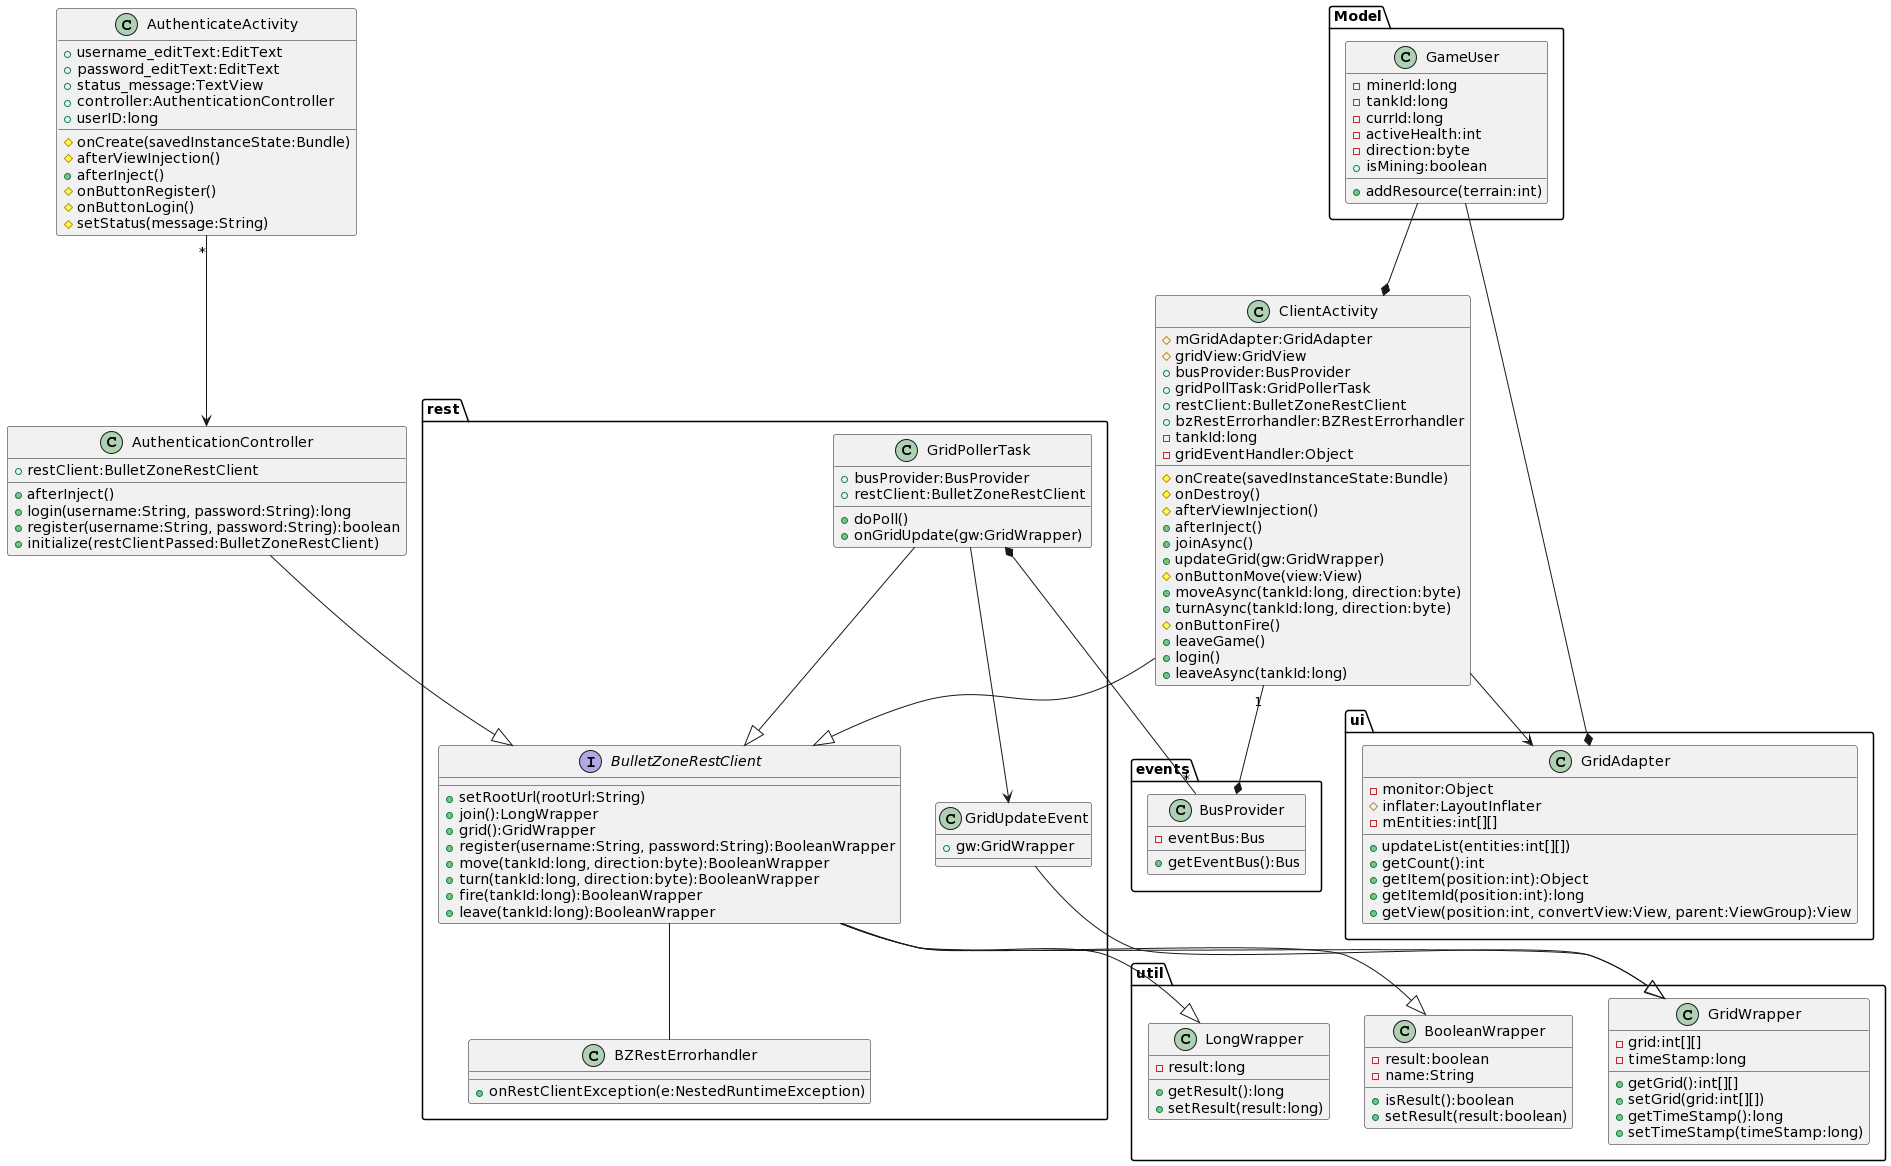 AuthenticateActivity
username_editText:EditText
password_editText:EditText
status_message:TextView
controller:AuthenticationController
userID:long
onCreate(savedInstanceState:Bundle)
afterViewInjection()
afterInject()
onButtonRegister()
onButtonLogin()
setStatus(message:String)
*
Model
GameUser
minerId:long
tankId:long
currId:long
activeHealth:int
direction:byte
isMining:boolean
addResource(terrain:int)
ClientActivity
mGridAdapter:GridAdapter
gridView:GridView
busProvider:BusProvider
gridPollTask:GridPollerTask
restClient:BulletZoneRestClient
bzRestErrorhandler:BZRestErrorhandler
tankId:long
gridEventHandler:Object
onCreate(savedInstanceState:Bundle)
onDestroy()
afterViewInjection()
afterInject()
joinAsync()
updateGrid(gw:GridWrapper)
onButtonMove(view:View)
moveAsync(tankId:long, direction:byte)
turnAsync(tankId:long, direction:byte)
onButtonFire()
leaveGame()
login()
leaveAsync(tankId:long)
1
AuthenticationController
restClient:BulletZoneRestClient
afterInject()
login(username:String, password:String):long
register(username:String, password:String):boolean
initialize(restClientPassed:BulletZoneRestClient)
rest
GridPollerTask
busProvider:BusProvider
restClient:BulletZoneRestClient
doPoll()
onGridUpdate(gw:GridWrapper)
BulletZoneRestClient
setRootUrl(rootUrl:String)
join():LongWrapper
grid():GridWrapper
register(username:String, password:String):BooleanWrapper
move(tankId:long, direction:byte):BooleanWrapper
turn(tankId:long, direction:byte):BooleanWrapper
fire(tankId:long):BooleanWrapper
leave(tankId:long):BooleanWrapper
GridUpdateEvent
gw:GridWrapper
events
*
BusProvider
eventBus:Bus
getEventBus():Bus
ui
GridAdapter
monitor:Object
inflater:LayoutInflater
mEntities:int[][]
updateList(entities:int[][])
getCount():int
getItem(position:int):Object
getItemId(position:int):long
getView(position:int, convertView:View, parent:ViewGroup):View
BZRestErrorhandler
onRestClientException(e:NestedRuntimeException)
util
LongWrapper
result:long
getResult():long
setResult(result:long)
BooleanWrapper
result:boolean
name:String
isResult():boolean
setResult(result:boolean)
GridWrapper
grid:int[][]
timeStamp:long
getGrid():int[][]
setGrid(grid:int[][])
getTimeStamp():long
setTimeStamp(timeStamp:long)